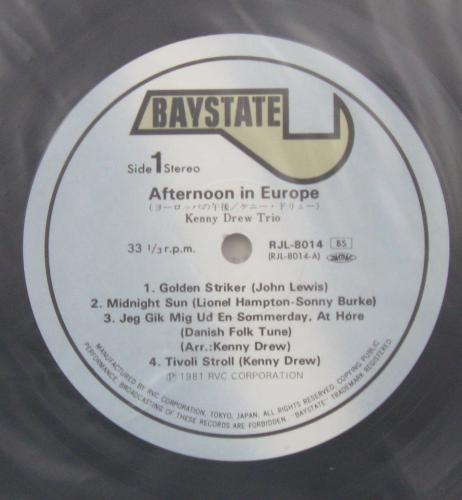 BAYSTATE
Side 1 Stereo
Afternoon in Europe
(ヨーロッパの午後／ケニー・ドリュー)
Kenny Drew Trio
33 1/3 r.p.m.
RJL-8014 BS
(RJL-8014-A)
1. Golden Striker (John Lewis)
2. Midnight Sun (Lionel Hampton-Sonny Burke)
3. Jeg Gik Mig Ud En Sommerday, At Høre
(Danish Folk Tune)
(Arr.:Kenny Drew)
4. Tivoli Stroll (Kenny Drew)
Ⓟ 1981 RVC CORPORATION
MANUFACTURED BY RVC CORPORATION, TOKYO, JAPAN, ALL RIGHTS RESERVED, COPYING PUBLIC
PERFORMANCE, BROADCASTING OF THESE RECORDS ARE FORBIDDEN. · "BAYSTATE" TRADEMARK REGISTERED